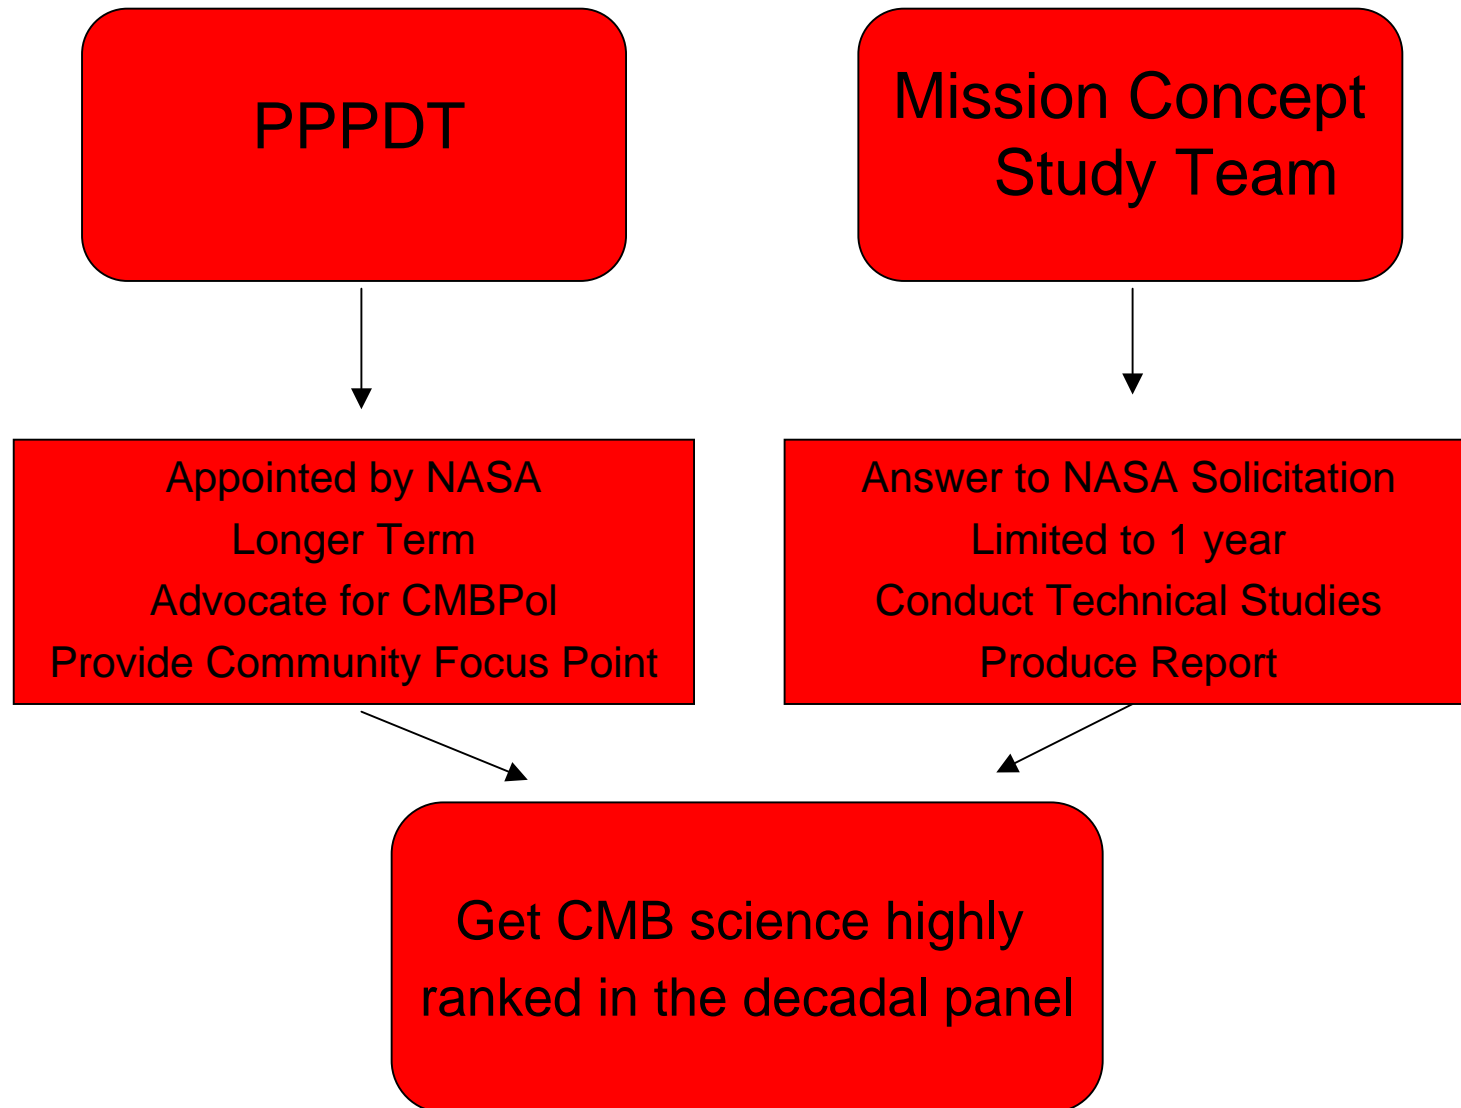 PPPDT
Mission Concept
Study Team
Appointed by NASA
Longer Term
Advocate for CMBPol
Provide Community Focus Point
Answer to NASA Solicitation
Limited to 1 year
Conduct Technical Studies
Produce Report
Get CMB science highly
ranked in the decadal panel